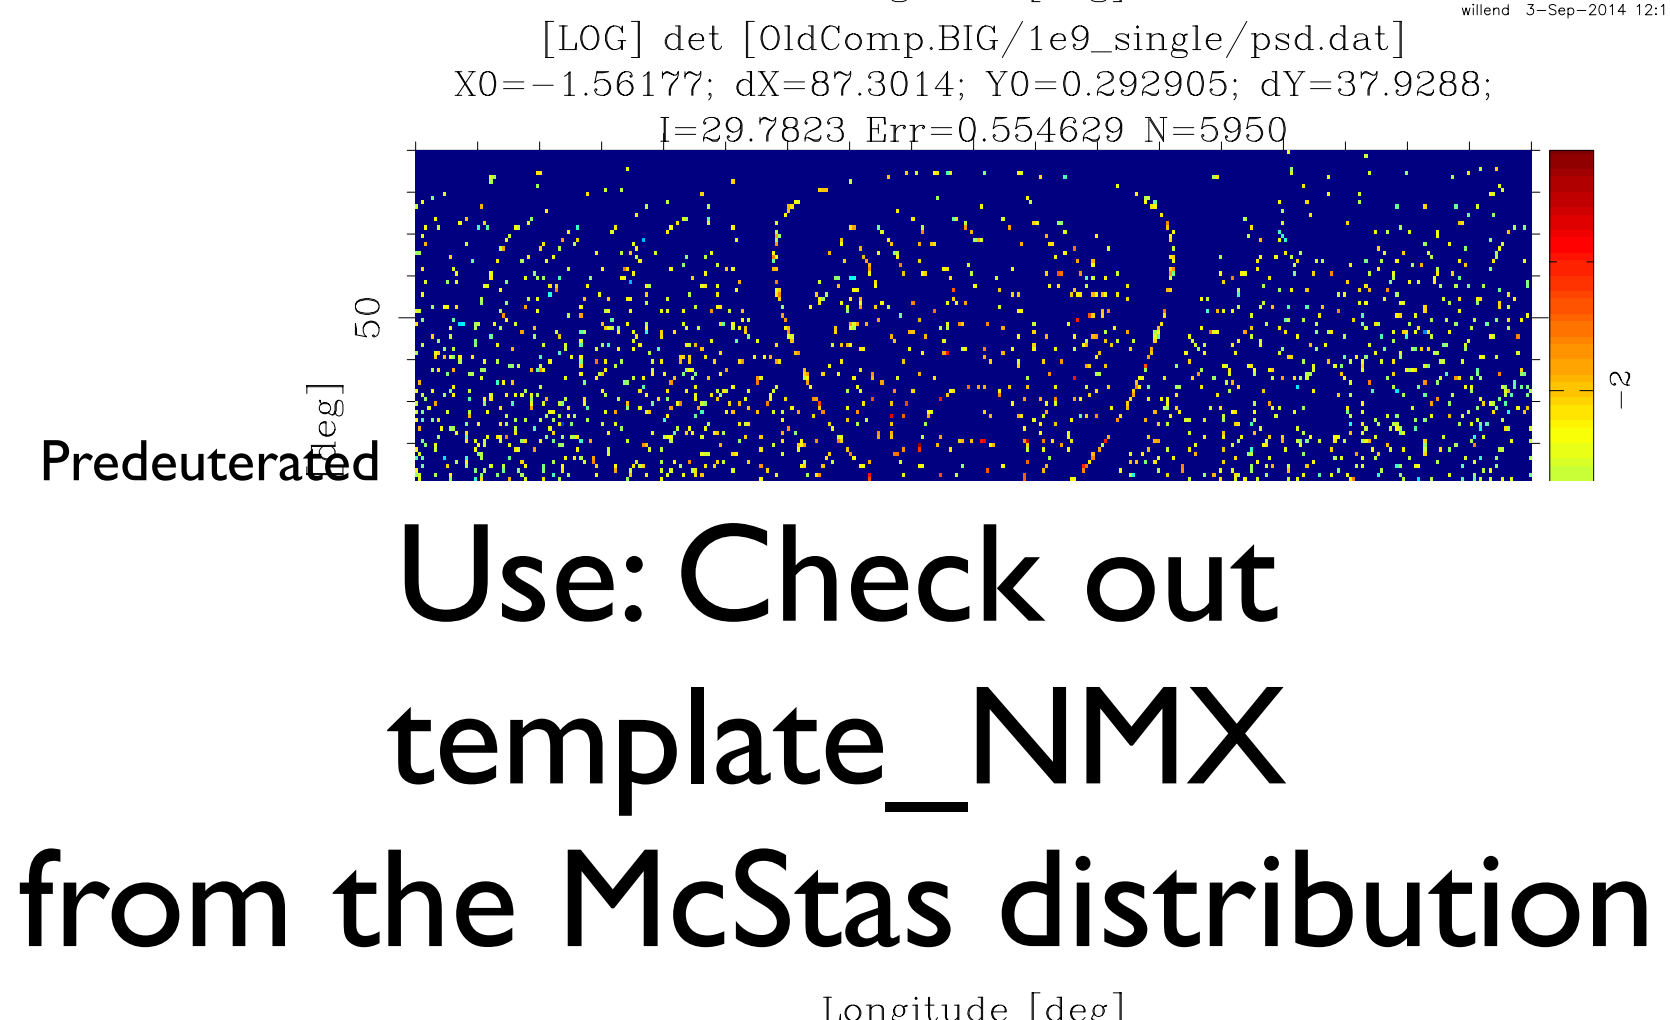 willend 3-Sep-2014 12:1
[LOG] det [OldComp.BIG/1e9_single/psd.dat]
X0=−1.56177; dX=87.3014; Y0=0.292905; dY=37.9288;
I=29.7823 Err=0.554629 N=5950
50
−2
[deg]
Predeuterated
Use: Check out
template_NMX
from the McStas distribution
Longitude [deg]